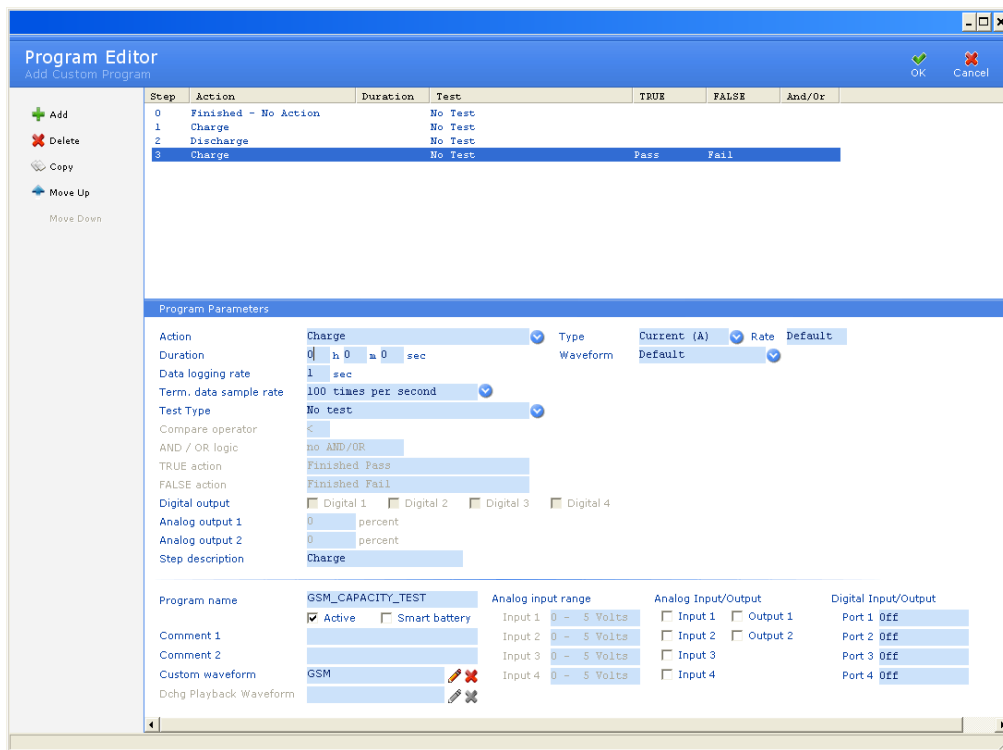 Program Editor
Add Custom Program
OK
Cancel
Add
Delete
Copy
Move Up
Move Down
Step Action Duration Test TRUE FALSE And/Or
0 Finished - No Action No Test
1 Charge No Test
2 Discharge No Test
3 Charge No Test Pass Fail
Program Parameters
Action Charge Type Current (A) Rate Default
Duration 0 h 0 m 0 sec Waveform Default
Data logging rate 1 sec
Term. data sample rate 100 times per second
Test Type No test
Compare operator <
AND / OR logic no AND/OR
TRUE action Finished Pass
FALSE action Finished Fail
Digital output Digital 1 Digital 2 Digital 3 Digital 4
Analog output 1 0 percent
Analog output 2 0 percent
Step description Charge
Program name GSM_CAPACITY_TEST Analog input range Analog Input/Output Digital Input/Output
Active Smart battery Input 1 0 - 5 Volts Input 1 Output 1 Port 1 Off
Comment 1 Input 2 0 - 5 Volts Input 2 Output 2 Port 2 Off
Comment 2 Input 3 0 - 5 Volts Input 3 Port 3 Off
Custom waveform GSM Input 4 0 - 5 Volts Input 4 Port 4 Off
Dchg Playback Waveform